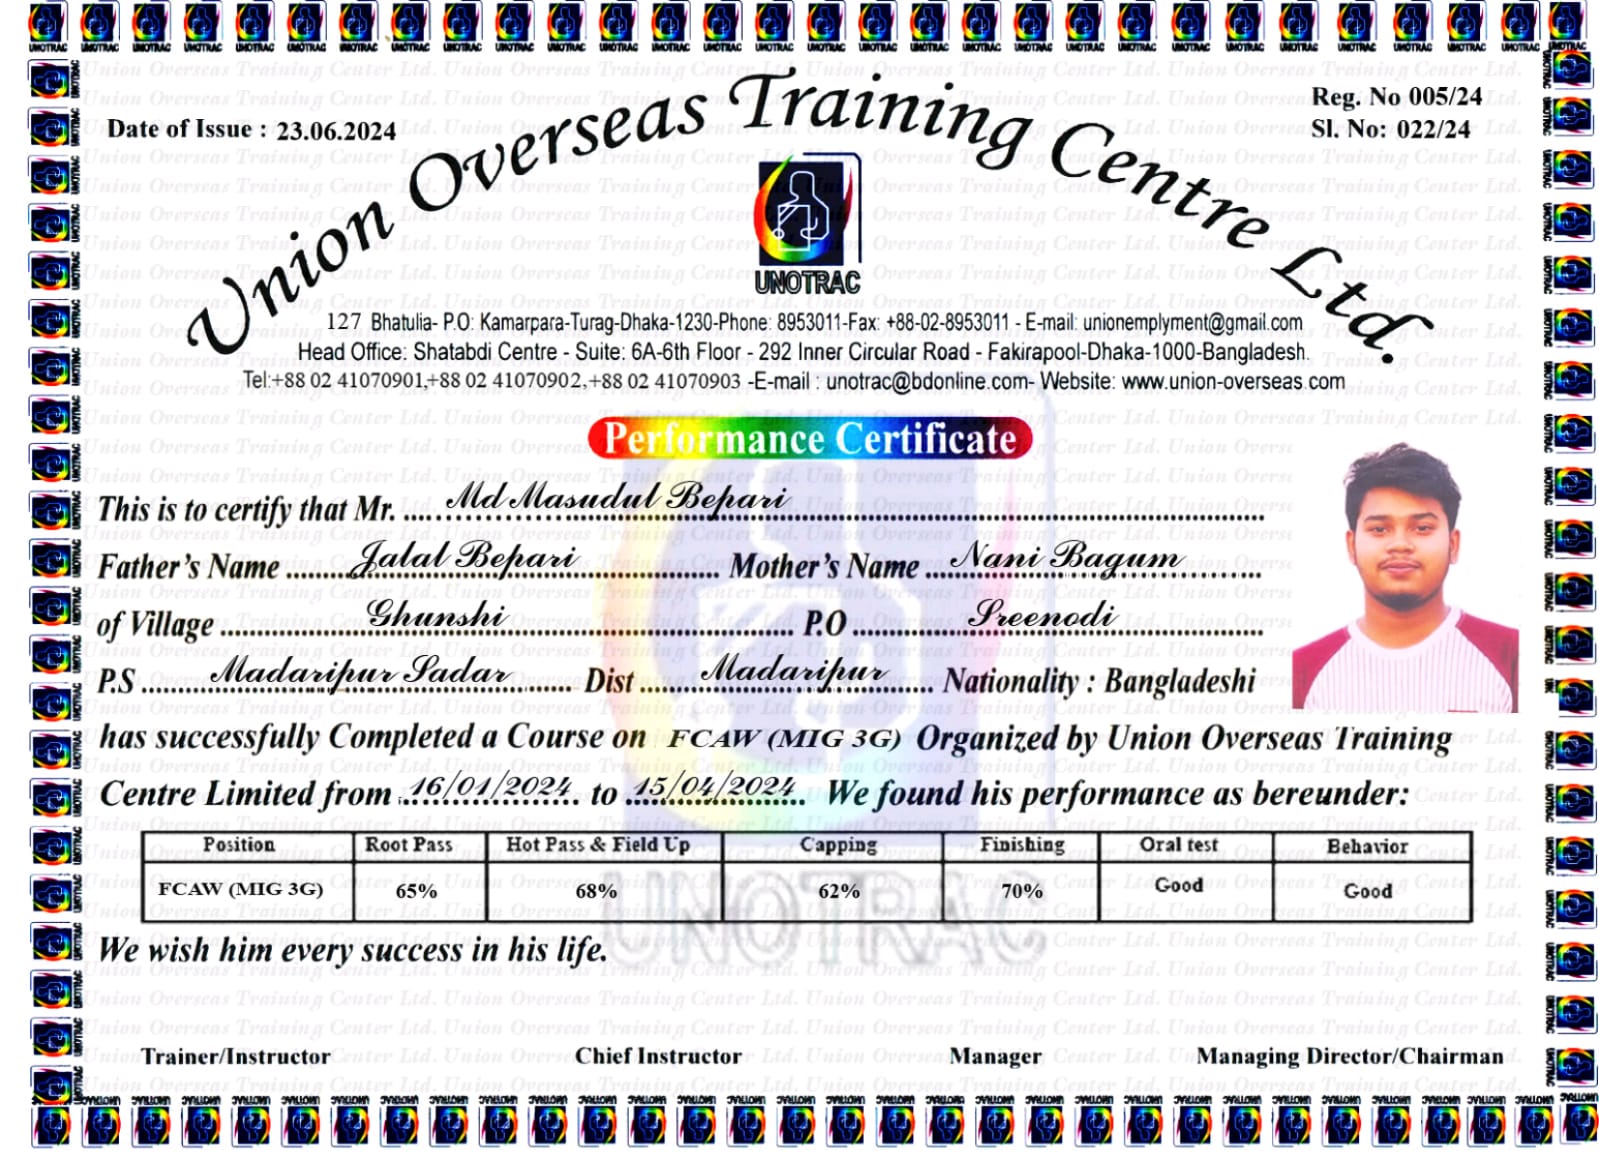 Date of Issue : 23.06.2024
Reg. No 005/24
Sl. No: 022/24
Union Overseas Training Centre Ltd.
UNOTRAC
127 Bhatulia- P.O: Kamarpara-Turag-Dhaka-1230-Phone: 8953011-Fax: +88-02-8953011 - E-mail: unionemplyment@gmail.com
Head Office: Shatabdi Centre - Suite: 6A-6th Floor - 292 Inner Circular Road - Fakirapool-Dhaka-1000-Bangladesh.
Tel:+88 02 41070901,+88 02 41070902,+88 02 41070903 -E-mail : unotrac@bdonline.com- Website: www.union-overseas.com
Performance Certificate
This is to certify that Mr. Md Masudul Bepari
Father's Name Jalal Bepari Mother's Name Nani Bagum
of Village Ghunshi P.O Sreenodi
P.S Madaripur Sadar Dist Madaripur Nationality : Bangladeshi
has successfully Completed a Course on FCAW (MIG 3G) Organized by Union Overseas Training
Centre Limited from 16/01/2024 to 15/04/2024 We found his performance as bereunder:
Position Root Pass Hot Pass & Field Up Capping Finishing Oral test Behavior
FCAW (MIG 3G) 65% 68% 62% 70% Good Good
UNOTRAC
We wish him every success in his life.
Trainer/Instructor Chief Instructor Manager Managing Director/Chairman